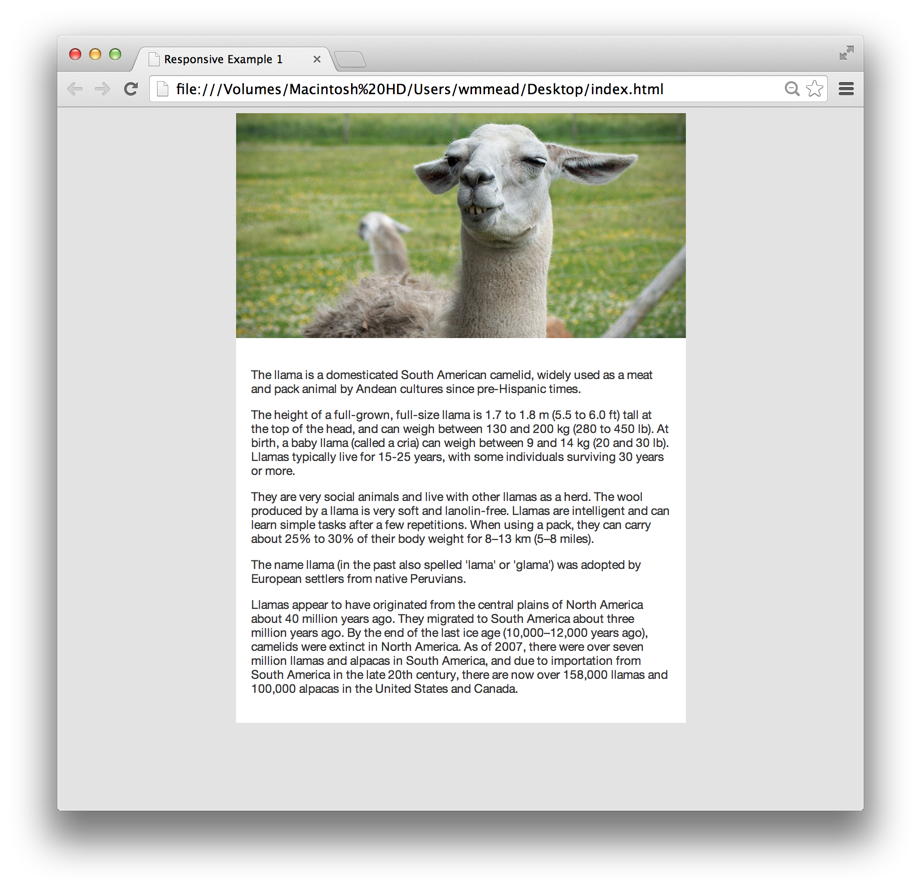 Responsive Example 1
file:///Volumes/Macintosh%20HD/Users/wmmead/Desktop/index.html
The llama is a domesticated South American camelid, widely used as a meat
and pack animal by Andean cultures since pre-Hispanic times.
The height of a full-grown, full-size llama is 1.7 to 1.8 m (5.5 to 6.0 ft) tall at
the top of the head, and can weigh between 130 and 200 kg (280 to 450 lb). At
birth, a baby llama (called a cria) can weigh between 9 and 14 kg (20 and 30 lb).
Llamas typically live for 15-25 years, with some individuals surviving 30 years
or more.
They are very social animals and live with other llamas as a herd. The wool
produced by a llama is very soft and lanolin-free. Llamas are intelligent and can
learn simple tasks after a few repetitions. When using a pack, they can carry
about 25% to 30% of their body weight for 8–13 km (5–8 miles).
The name llama (in the past also spelled 'lama' or 'glama') was adopted by
European settlers from native Peruvians.
Llamas appear to have originated from the central plains of North America
about 40 million years ago. They migrated to South America about three
million years ago. By the end of the last ice age (10,000–12,000 years ago),
camelids were extinct in North America. As of 2007, there were over seven
million llamas and alpacas in South America, and due to importation from
South America in the late 20th century, there are now over 158,000 llamas and
100,000 alpacas in the United States and Canada.